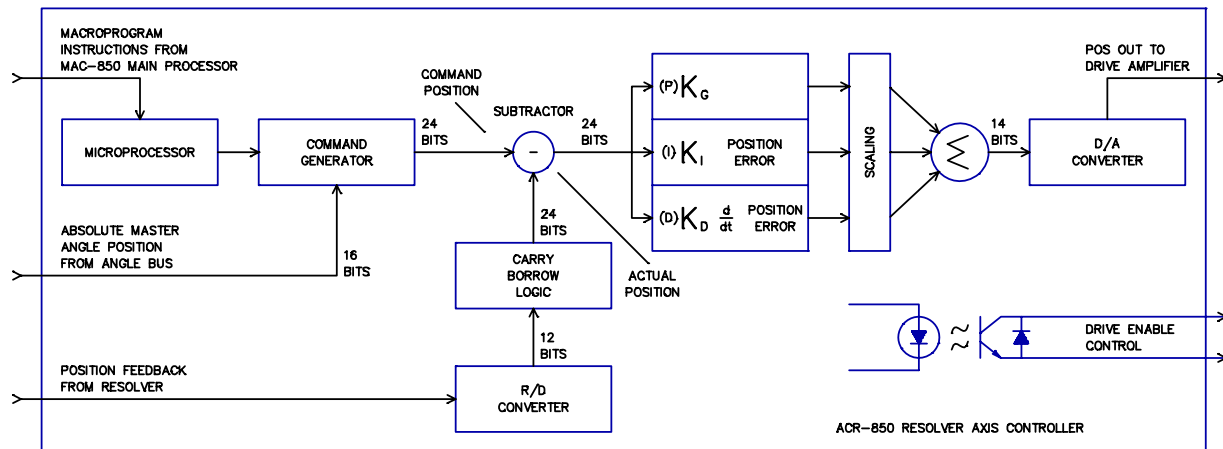 MACROPROGRAM
INSTRUCTIONS FROM
MAC-850 MAIN PROCESSOR
MICROPROCESSOR
COMMAND
GENERATOR
24
BITS
COMMAND
POSITION
SUBTRACTOR
-
24
BITS
(P) K G
(I) K I POSITION
ERROR
(D) K D d/dt POSITION
ERROR
SCALING
Σ
14
BITS
D/A
CONVERTER
POS OUT TO
DRIVE AMPLIFIER
ABSOLUTE MASTER
ANGLE POSITION
FROM ANGLE BUS
16
BITS
24
BITS
CARRY
BORROW
LOGIC
ACTUAL
POSITION
12
BITS
POSITION FEEDBACK
FROM RESOLVER
R/D
CONVERTER
DRIVE ENABLE
CONTROL
ACR-850 RESOLVER AXIS CONTROLLER